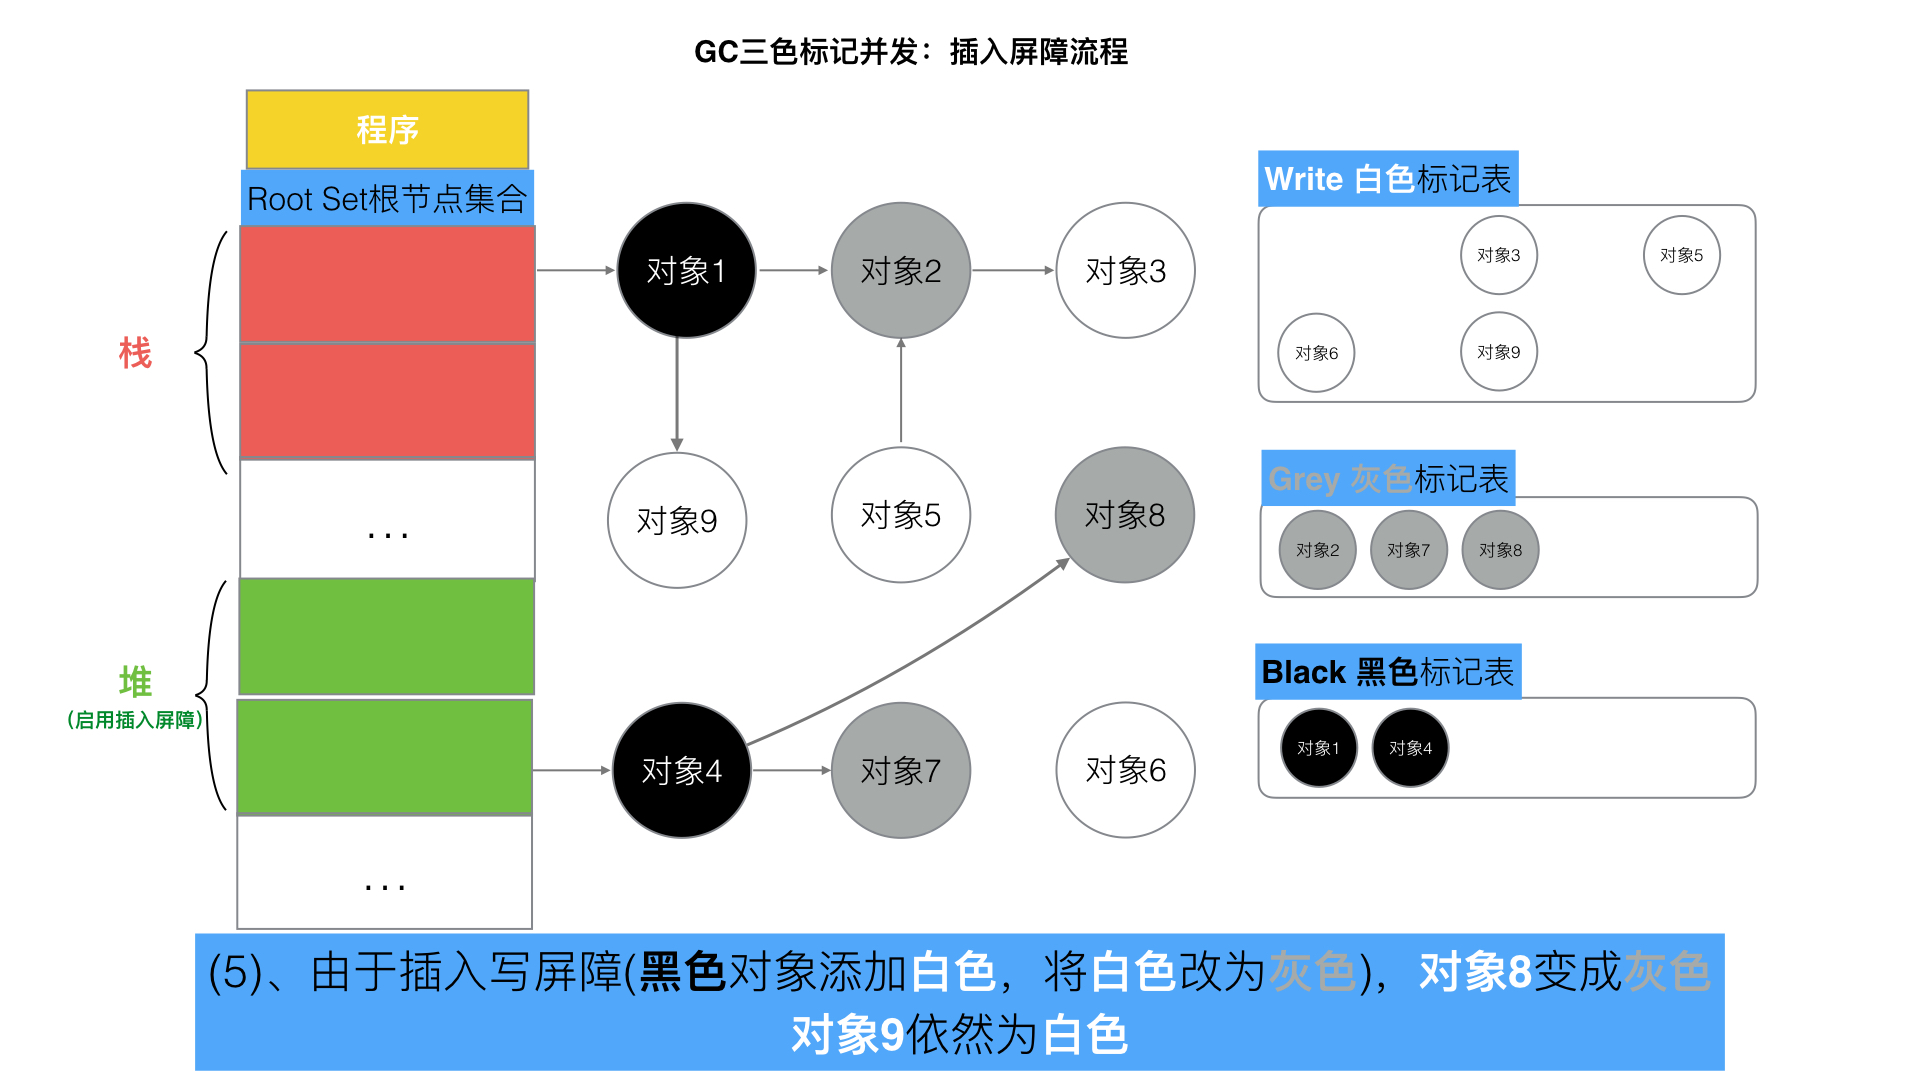 GC三色标记并发：插入屏障流程
程序
Root Set根节点集合
栈
...
堆
(启用插入屏障)
...
对象1
对象2
对象3
对象9
对象5
对象8
对象4
对象7
对象6
Write 白色标记表
对象3
对象5
对象6
对象9
Grey 灰色标记表
对象2
对象7
对象8
Black 黑色标记表
对象1
对象4
(5)、由于插入写屏障(黑色对象添加白色，将白色改为灰色)，对象8变成灰色
对象9依然为白色